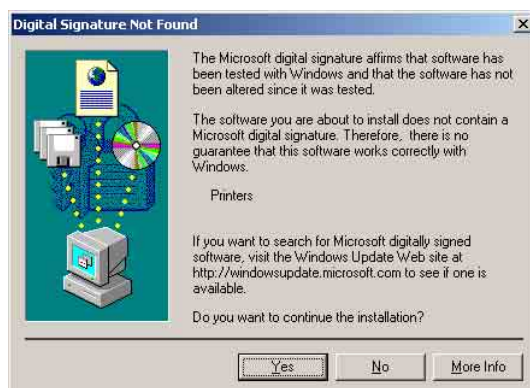 Digital Signature Not Found
The Microsoft digital signature affirms that software has
been tested with Windows and that the software has not
been altered since it was tested.
The software you are about to install does not contain a
Microsoft digital signature. Therefore, there is no
guarantee that this software works correctly with
Windows.
Printers
If you want to search for Microsoft digitally signed
software, visit the Windows Update Web site at
http://windowsupdate.microsoft.com to see if one is
available.
Do you want to continue the installation?
Yes
No
More Info